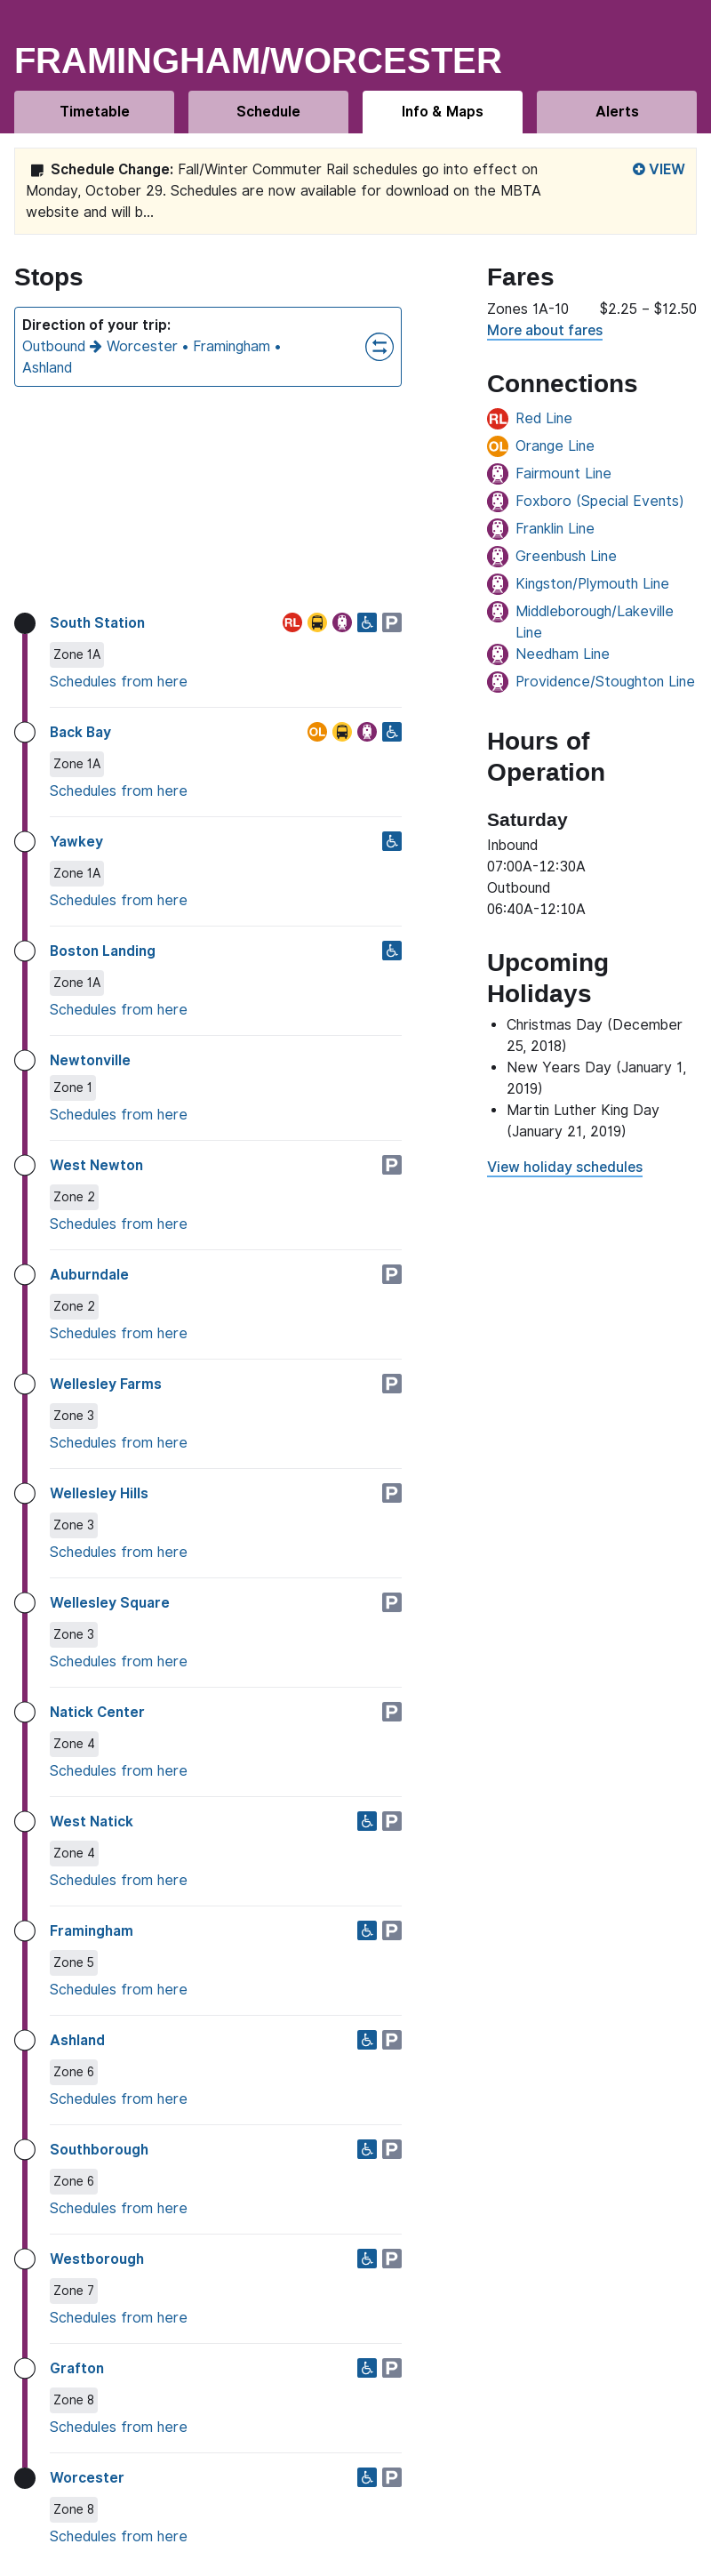 FRAMINGHAM/WORCESTER
Timetable
Schedule
Info & Maps
Alerts
Schedule Change: Fall/Winter Commuter Rail schedules go into effect on
Monday, October 29. Schedules are now available for download on the MBTA
website and will b...
VIEW
Stops
Direction of your trip:
Outbound Worcester • Framingham •
Ashland
South Station
RL
P
Zone 1A
Schedules from here
Back Bay
OL
Zone 1A
Schedules from here
Yawkey
Zone 1A
Schedules from here
Boston Landing
Zone 1A
Schedules from here
Newtonville
Zone 1
Schedules from here
West Newton
P
Zone 2
Schedules from here
Auburndale
P
Zone 2
Schedules from here
Wellesley Farms
P
Zone 3
Schedules from here
Wellesley Hills
P
Zone 3
Schedules from here
Wellesley Square
P
Zone 3
Schedules from here
Natick Center
P
Zone 4
Schedules from here
West Natick
P
Zone 4
Schedules from here
Framingham
P
Zone 5
Schedules from here
Ashland
P
Zone 6
Schedules from here
Southborough
P
Zone 6
Schedules from here
Westborough
P
Zone 7
Schedules from here
Grafton
P
Zone 8
Schedules from here
Worcester
P
Zone 8
Schedules from here
Fares
Zones 1A-10 $2.25 – $12.50
More about fares
Connections
RL Red Line
OL Orange Line
Fairmount Line
Foxboro (Special Events)
Franklin Line
Greenbush Line
Kingston/Plymouth Line
Middleborough/Lakeville
Line
Needham Line
Providence/Stoughton Line
Hours of
Operation
Saturday
Inbound
07:00A-12:30A
Outbound
06:40A-12:10A
Upcoming
Holidays
• Christmas Day (December
25, 2018)
• New Years Day (January 1,
2019)
• Martin Luther King Day
(January 21, 2019)
View holiday schedules